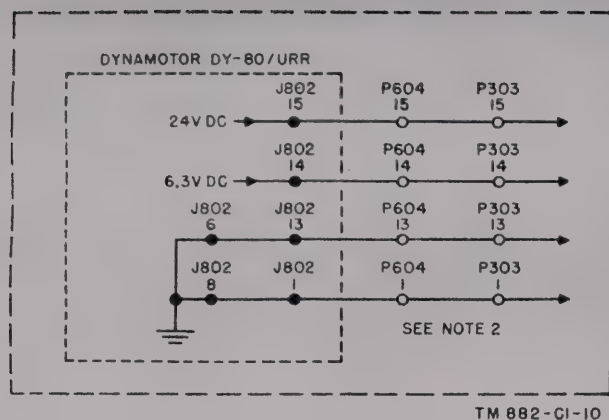 DYNAMOTOR DY-80/URR
J802 P604 P303
15 15 15
24V DC
J802 P604 P303
14 14 14
6.3V DC
J802 J802 P604 P303
6 13 13 13
J802 J802 P604 P303
8 1 1 1
SEE NOTE 2
TM 882-C1-10